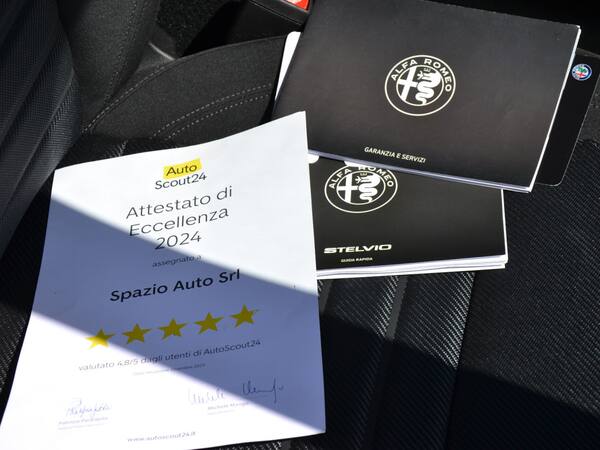 ALFA ROMEO
GARANZIA E SERVIZI
ALFA ROMEO
STELVIO
GUIDA RAPIDA
Auto
Scout24
Attestato di
Eccellenza
2024
assegnato a
Spazio Auto Srl
valutato 4,8/5 dagli utenti di AutoScout24
www.autoscout24.it